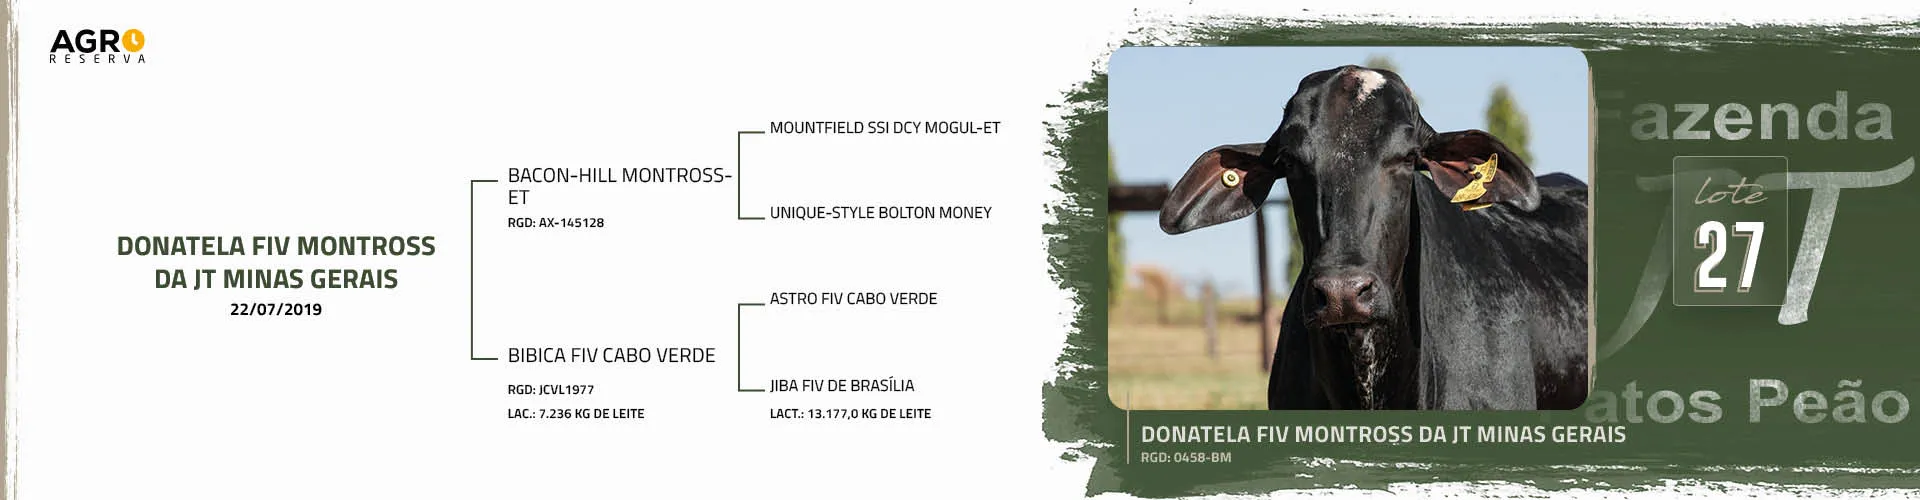 AGRO
RESERVA
DONATELA FIV MONTROSS
DA JT MINAS GERAIS
22/07/2019
BACON-HILL MONTROSS-
ET
RGD: AX-145128
BIBICA FIV CABO VERDE
RGD: JCVL1977
LAC.: 7.236 KG DE LEITE
MOUNTFIELD SSI DCY MOGUL-ET
UNIQUE-STYLE BOLTON MONEY
ASTRO FIV CABO VERDE
JIBA FIV DE BRASÍLIA
LACT.: 13.177,0 KG DE LEITE
Fazenda
JT
lote
27
Patos Peão
DONATELA FIV MONTROSS DA JT MINAS GERAIS
RGD: 0458-BM